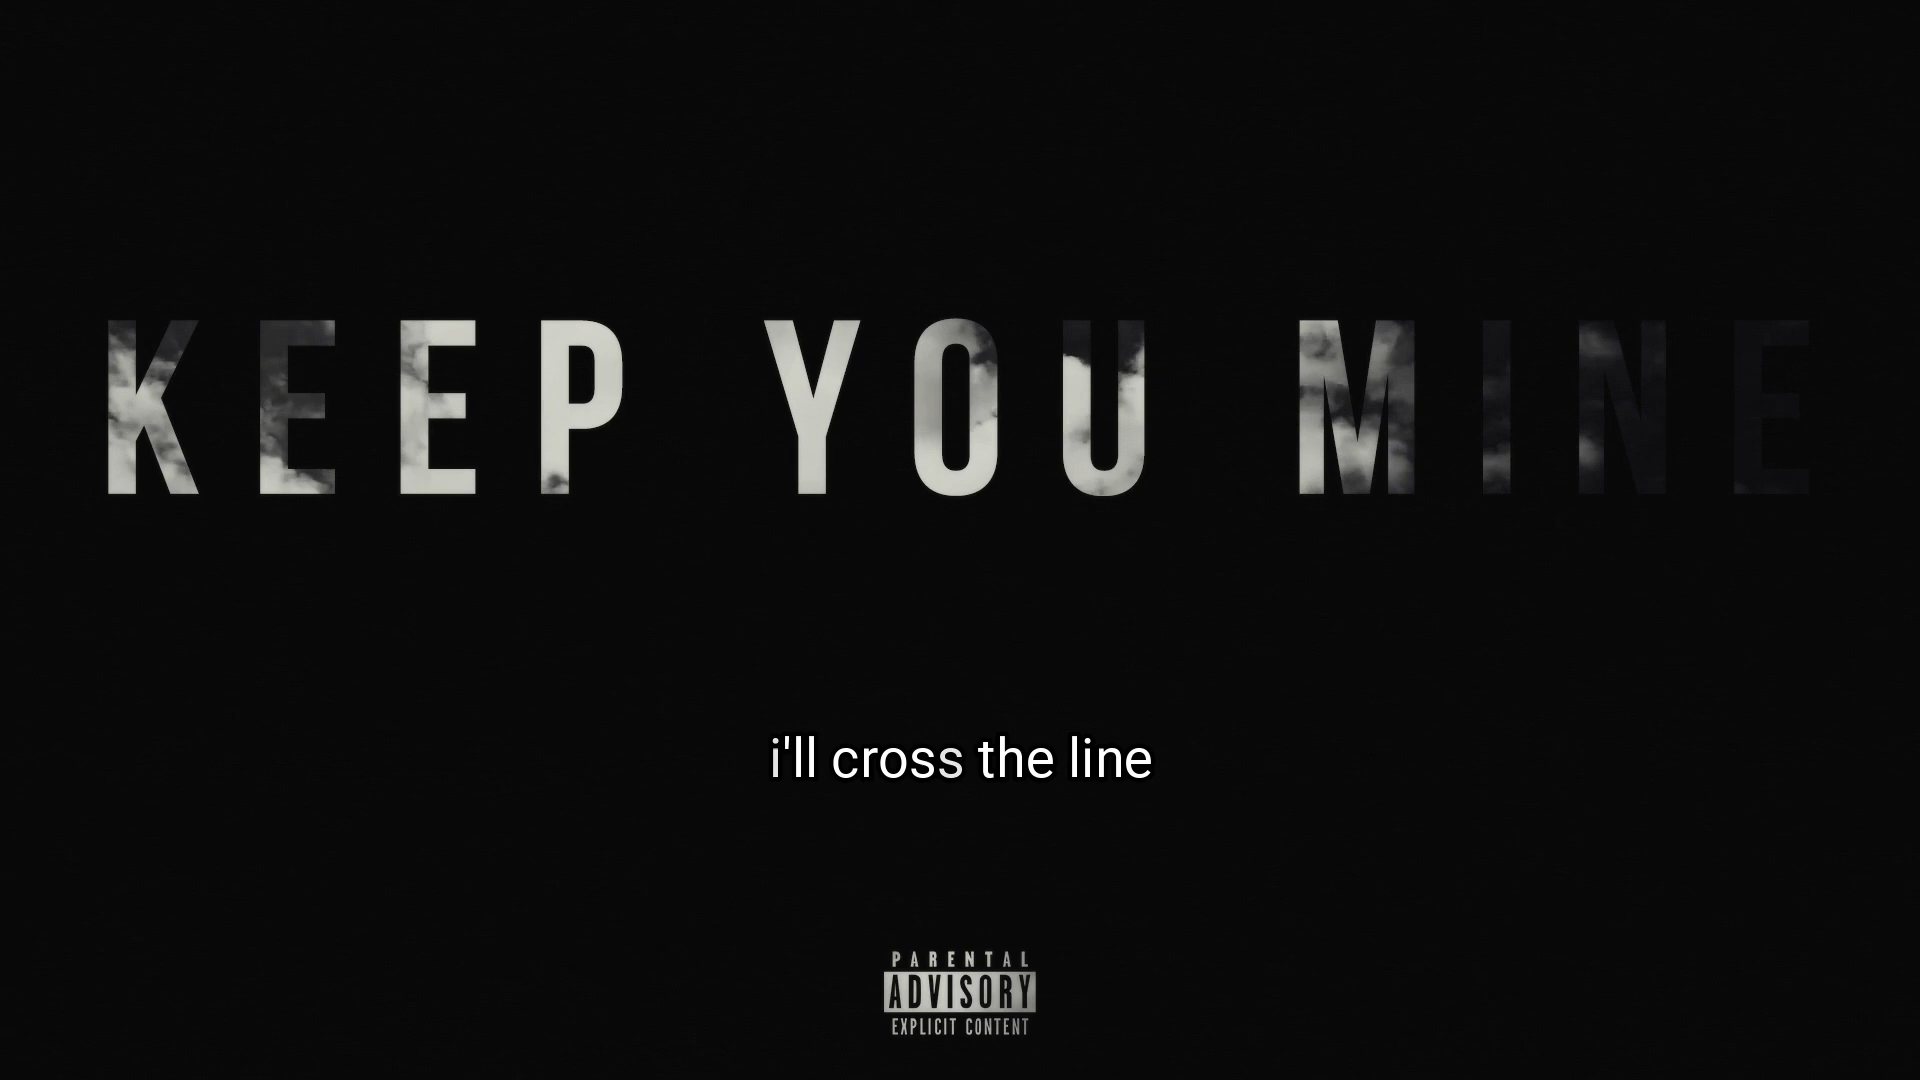 KEEP YOU MINE
i'll cross the line
PARENTAL
ADVISORY
EXPLICIT CONTENT